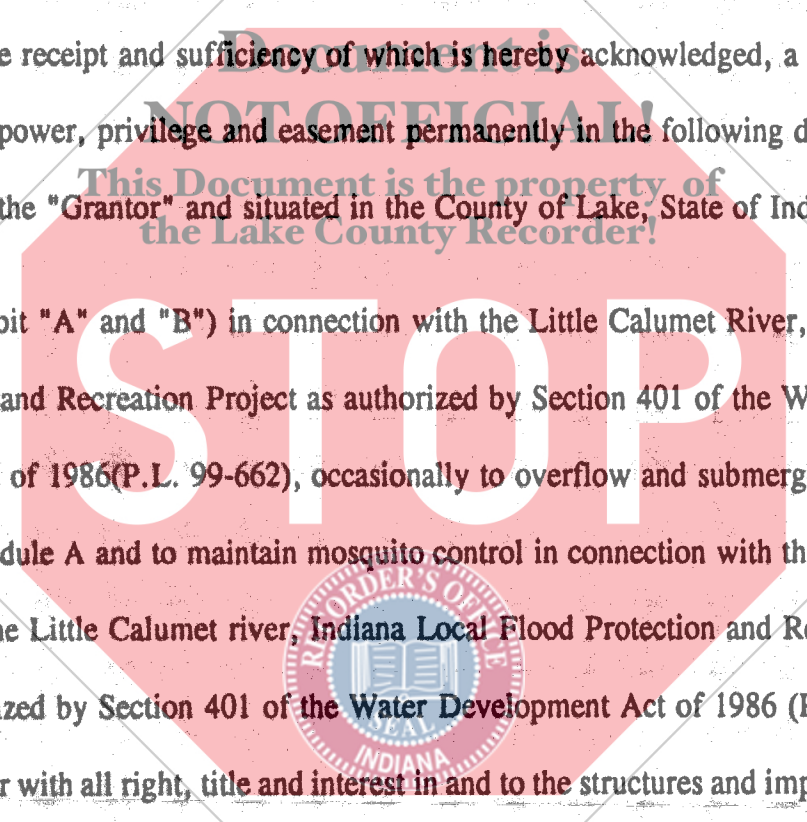 e receipt and sufficiency of which is hereby acknowledged, a
Document is
power, privilege and easement permanently in the following d
NOT OFFICIAL!
This Document is the property of
the "Grantor" and situated in the County of Lake, State of Ind
the Lake County Recorder!
bit "A" and "B") in connection with the Little Calumet River,
STOP
and Recreation Project as authorized by Section 401 of the W
of 1986(P.L. 99-662), occasionally to overflow and submerg
dule A and to maintain mosquito control in connection with th
RECORDER'S OFFICE
ne Little Calumet river, Indiana Local Flood Protection and Re
ized by Section 401 of the Water Development Act of 1986 (P
SEAL
INDIANA
r with all right, title and interest in and to the structures and imp